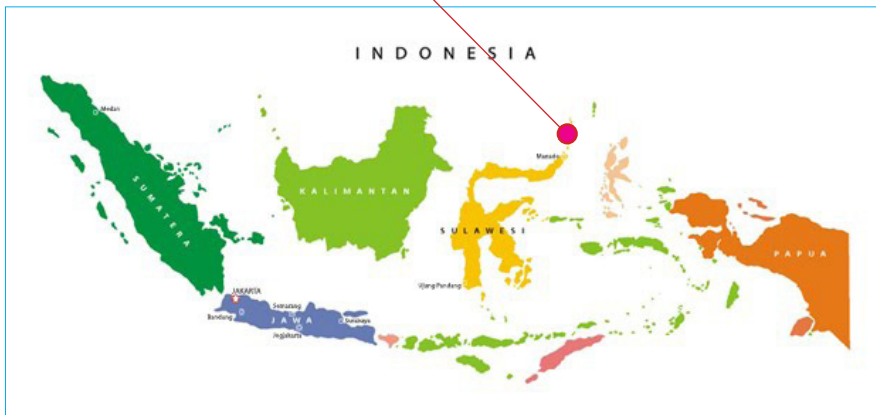 INDONESIA
Medan
Manado
SUMATERA
KALIMANTAN
SULAWESI
PAPUA
Ujung Pandang
JAKARTA
Semarang
Bandung
JAWA
Surabaya
Jogjakarta